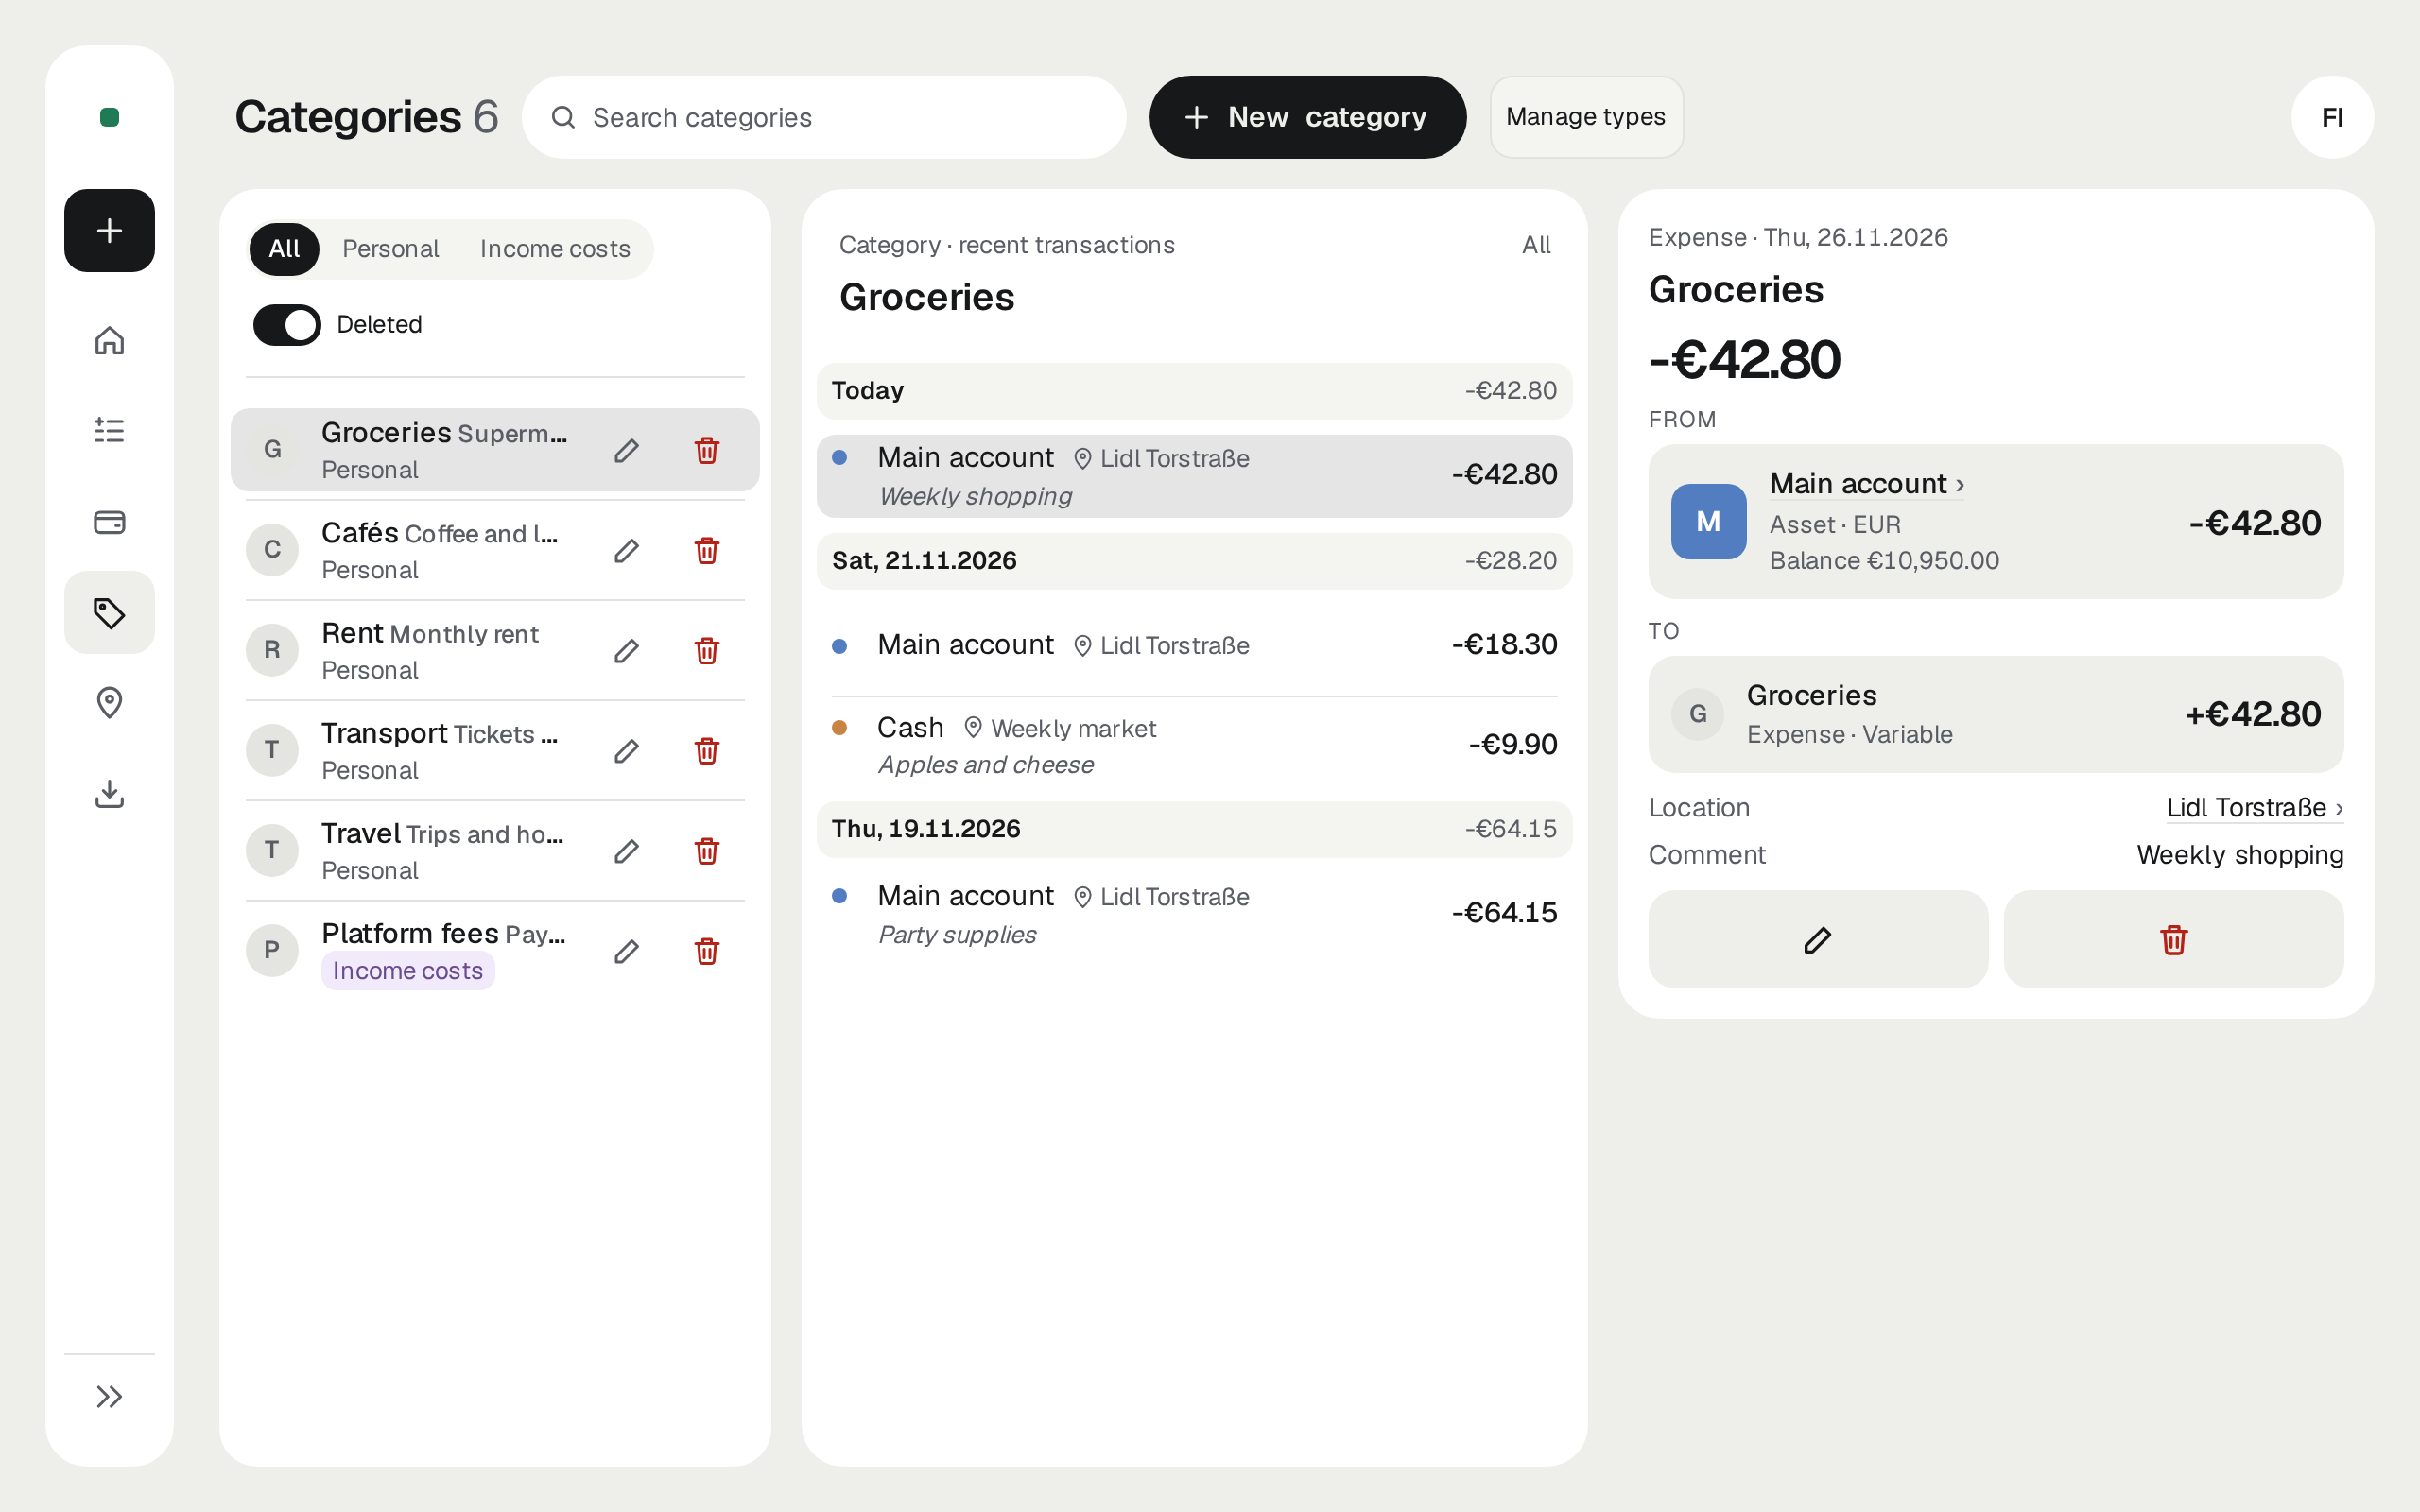 Categories 6
Search categories
New category
Manage types
FI
All
Personal
Income costs
Deleted
G
Groceries Superm...
Personal
C
Cafés Coffee and l...
Personal
R
Rent Monthly rent
Personal
T
Transport Tickets ...
Personal
T
Travel Trips and ho...
Personal
P
Platform fees Pay...
Income costs
Category · recent transactions
All
Groceries
Today
-€42.80
Main account
Lidl Torstraße
-€42.80
Weekly shopping
Sat, 21.11.2026
-€28.20
Main account
Lidl Torstraße
-€18.30
Cash
Weekly market
-€9.90
Apples and cheese
Thu, 19.11.2026
-€64.15
Main account
Lidl Torstraße
-€64.15
Party supplies
Expense · Thu, 26.11.2026
Groceries
-€42.80
FROM
M
Main account ›
Asset · EUR
Balance €10,950.00
-€42.80
TO
G
Groceries
Expense · Variable
+€42.80
Location
Lidl Torstraße ›
Comment
Weekly shopping